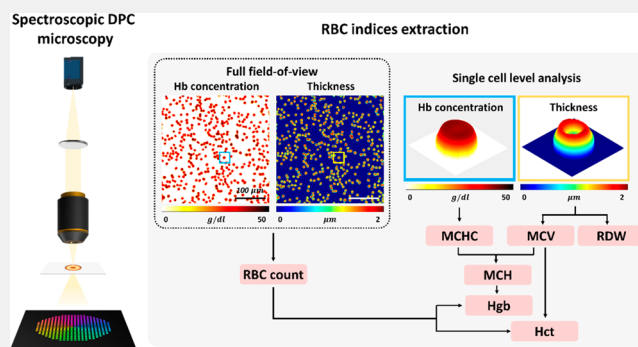 Spectroscopic DPC
microscopy
RBC indices extraction
Full field-of-view
Hb concentration
Thickness
100 μm
0 g/dl 50
0 μm 2
Single cell level analysis
Hb concentration
Thickness
0 g/dl 50
0 μm 2
MCHC
MCV
RDW
RBC count
MCH
Hgb
Hct